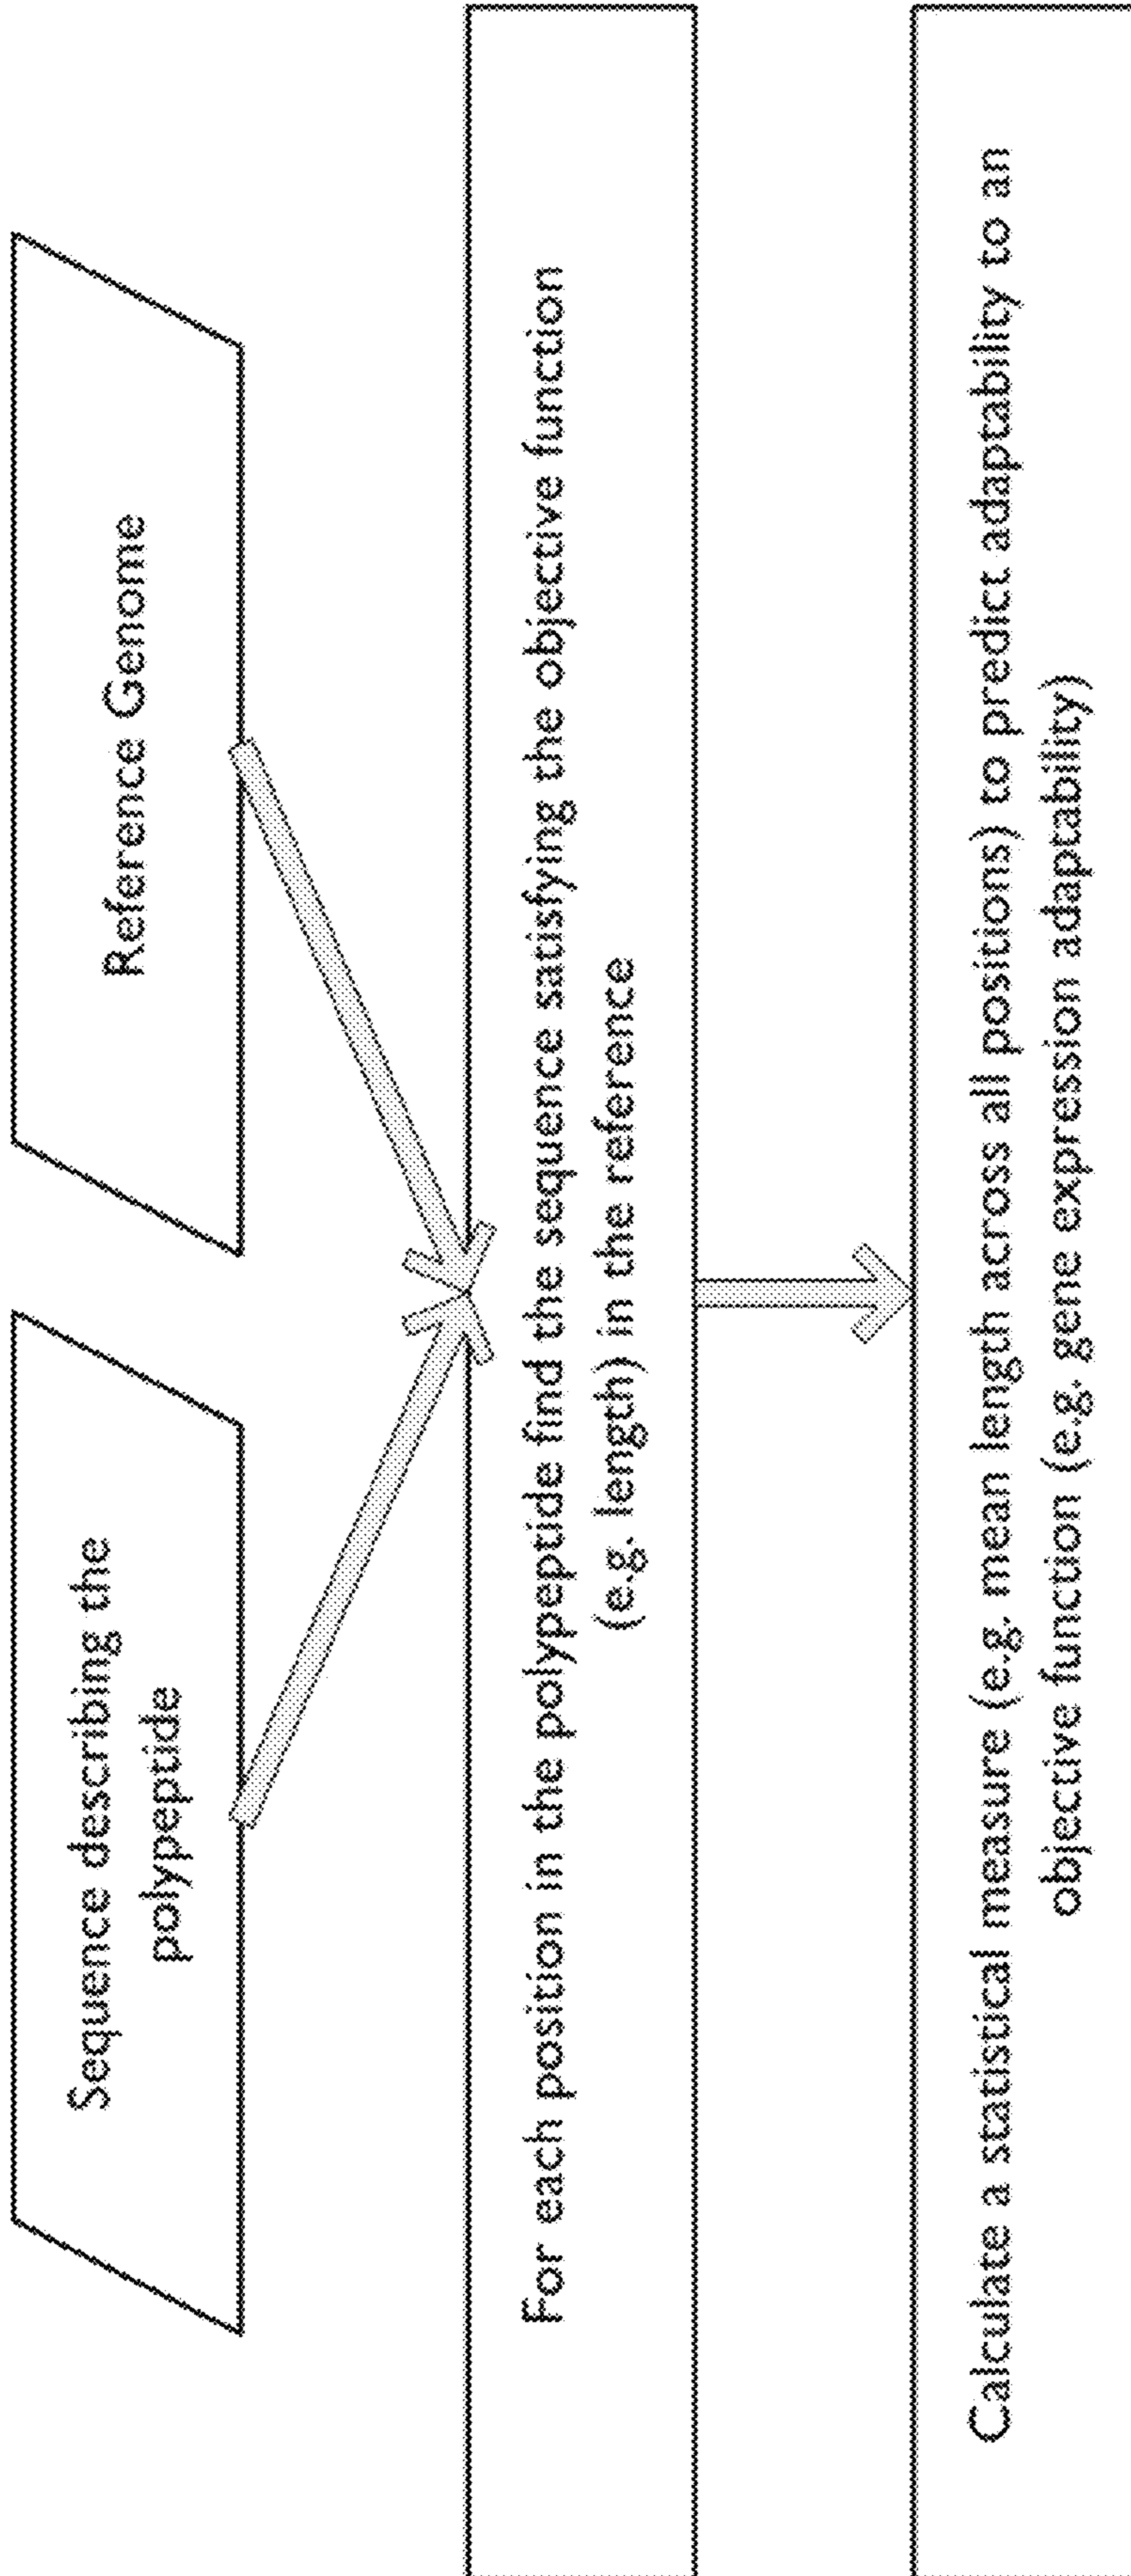 Sequence describing the
polypeptide
Reference Genome
For each position in the polypeptide find the sequence satisfying the objective function
(e.g. length) in the reference
Calculate a statistical measure (e.g. mean length across all positions) to predict adaptability to an
objective function (e.g. gene expression adaptability)